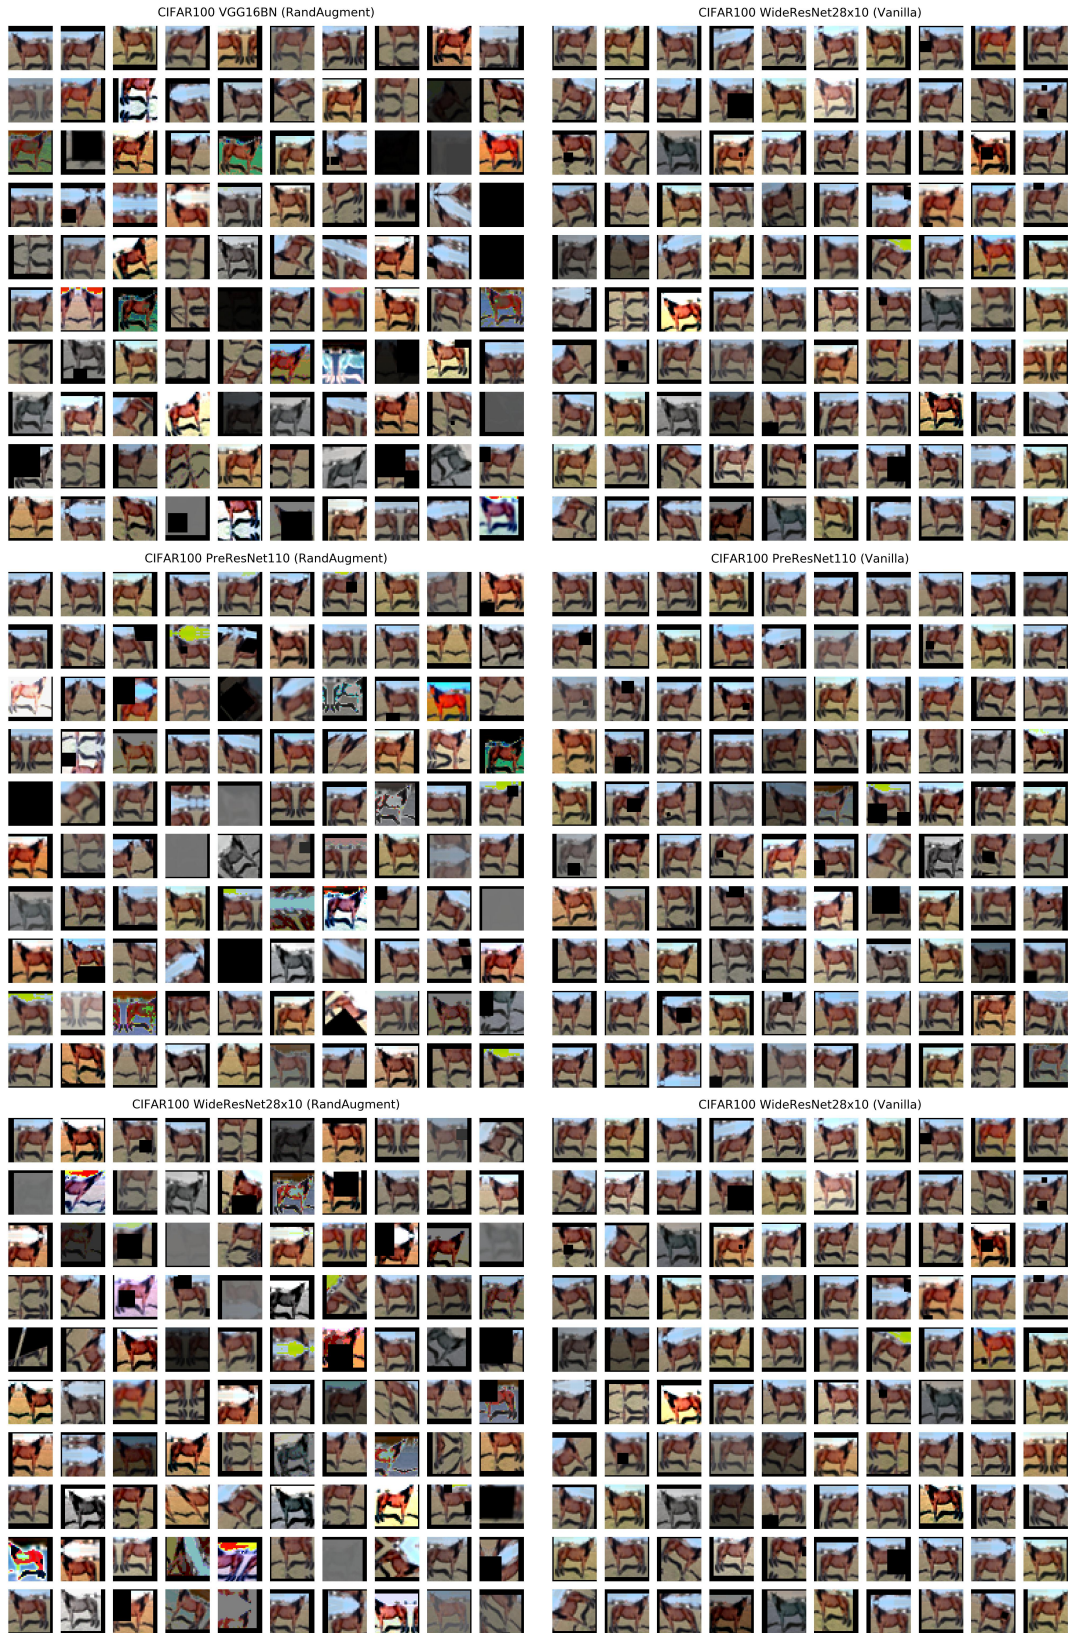 CIFAR100 VGG16BN (RandAugment)
CIFAR100 WideResNet28x10 (Vanilla)
CIFAR100 PreResNet110 (RandAugment)
CIFAR100 PreResNet110 (Vanilla)
CIFAR100 WideResNet28x10 (RandAugment)
CIFAR100 WideResNet28x10 (Vanilla)